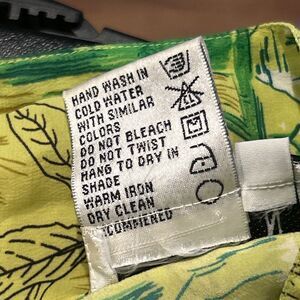 HAND WASH IN
COLD WATER
WITH SIMILAR
COLORS
DO NOT BLEACH
DO NOT TWIST
HANG TO DRY IN
SHADE
WARM IRON
DRY CLEAN
COMMENED